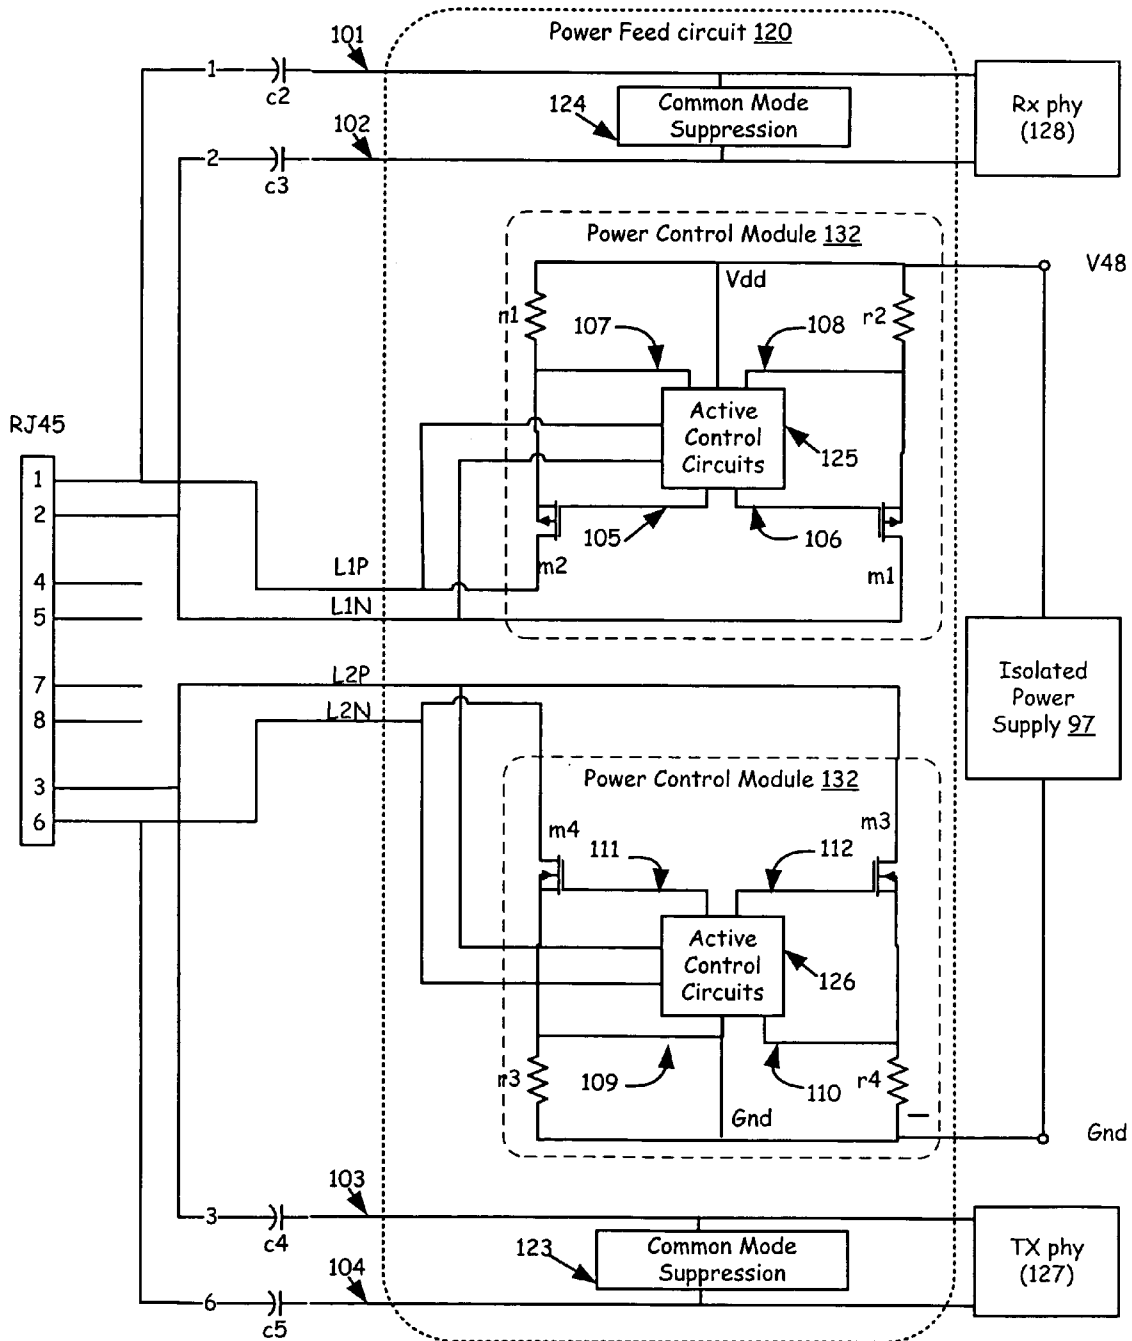 Power Feed circuit 120
101
1
c2
124
Common Mode
Suppression
Rx phy
(128)
102
2
c3
Power Control Module 132
V48
Vdd
r1
107
108
r2
RJ45
Active
Control
Circuits
125
1
2
105
106
m2
m1
4
L1P
5
L1N
7
L2P
8
L2N
Isolated
Power
Supply 97
3
6
Power Control Module 132
m4
m3
111
112
Active
Control
Circuits
126
r3
109
110
r4
Gnd
Gnd
103
3
c4
123
Common Mode
Suppression
TX phy
(127)
104
6
c5